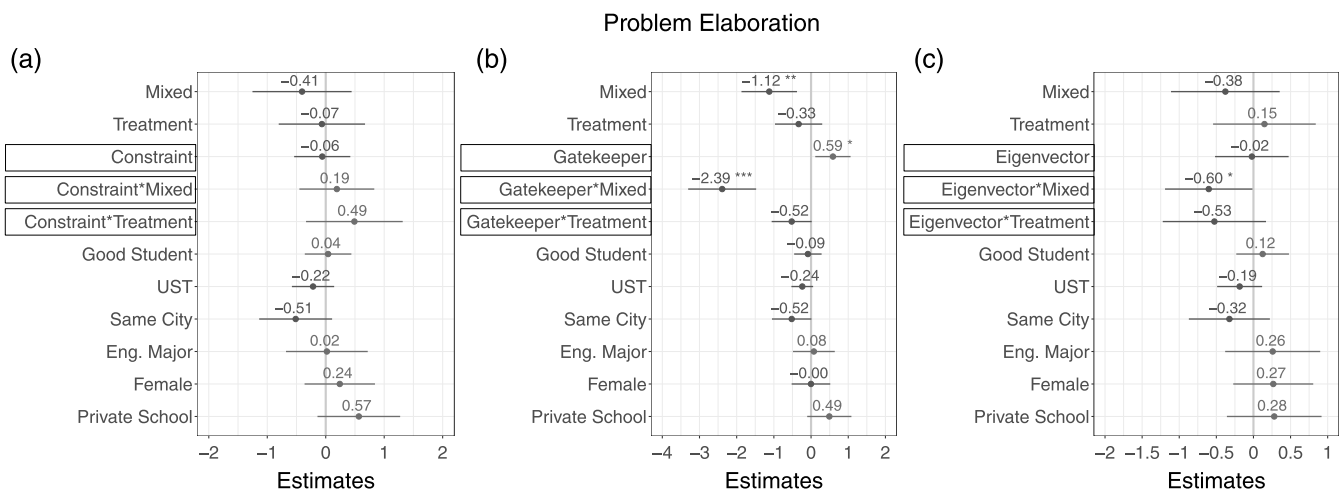 Problem Elaboration
(a)
Mixed −0.41
Treatment −0.07
Constraint −0.06
Constraint*Mixed 0.19
Constraint*Treatment 0.49
Good Student 0.04
UST −0.22
Same City −0.51
Eng. Major 0.02
Female 0.24
Private School 0.57
−2 −1 0 1 2
Estimates
(b)
Mixed −1.12 **
Treatment −0.33
Gatekeeper 0.59 *
Gatekeeper*Mixed −2.39 ***
Gatekeeper*Treatment −0.52
Good Student −0.09
UST −0.24
Same City −0.52
Eng. Major 0.08
Female −0.00
Private School 0.49
−4 −3 −2 −1 0 1 2
Estimates
(c)
Mixed −0.38
Treatment 0.15
Eigenvector −0.02
Eigenvector*Mixed −0.60 *
Eigenvector*Treatment −0.53
Good Student 0.12
UST −0.19
Same City −0.32
Eng. Major 0.26
Female 0.27
Private School 0.28
−2 −1.5 −1 −0.5 0 0.5 1
Estimates